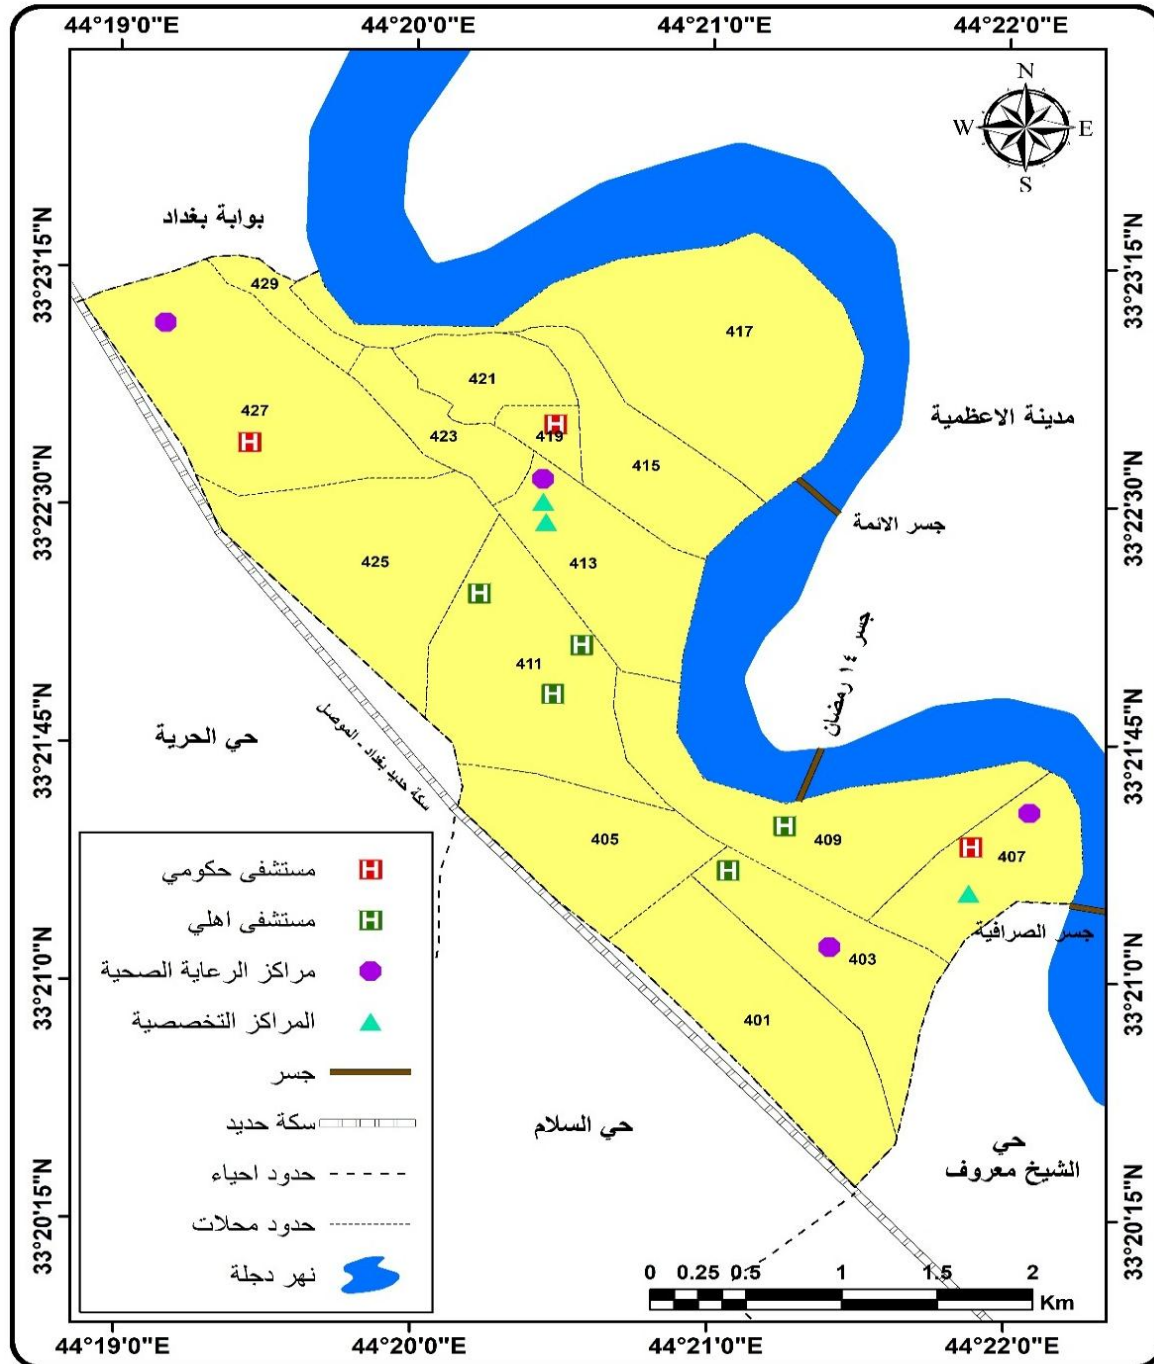 44°19'0"E 44°20'0"E 44°21'0"E 44°22'0"E
N
W E
S
بوابة بغداد
33°23'15"N
33°23'15"N
429
417
421
427
مدينة الاعظمية
423
419
415
33°22'30"N
33°22'30"N
جسر الائمة
425
413
جسر ١٤ رمضان
411
33°21'45"N
33°21'45"N
حي الحرية
سكة حديد بغداد - الموصل
405
409
407
جسر الصرافية
403
33°21'0"N
33°21'0"N
401
حي السلام
حي
الشيخ معروف
33°20'15"N
33°20'15"N
مستشفى حكومي
مستشفى اهلي
مراكز الرعاية الصحية
المراكز التخصصية
جسر
سكة حديد
حدود احياء
حدود محلات
نهر دجلة
0 0.25 0.5 1 1.5 2
Km
44°19'0"E 44°20'0"E 44°21'0"E 44°22'0"E
H
H
H
H
H
H
H
H
H
H